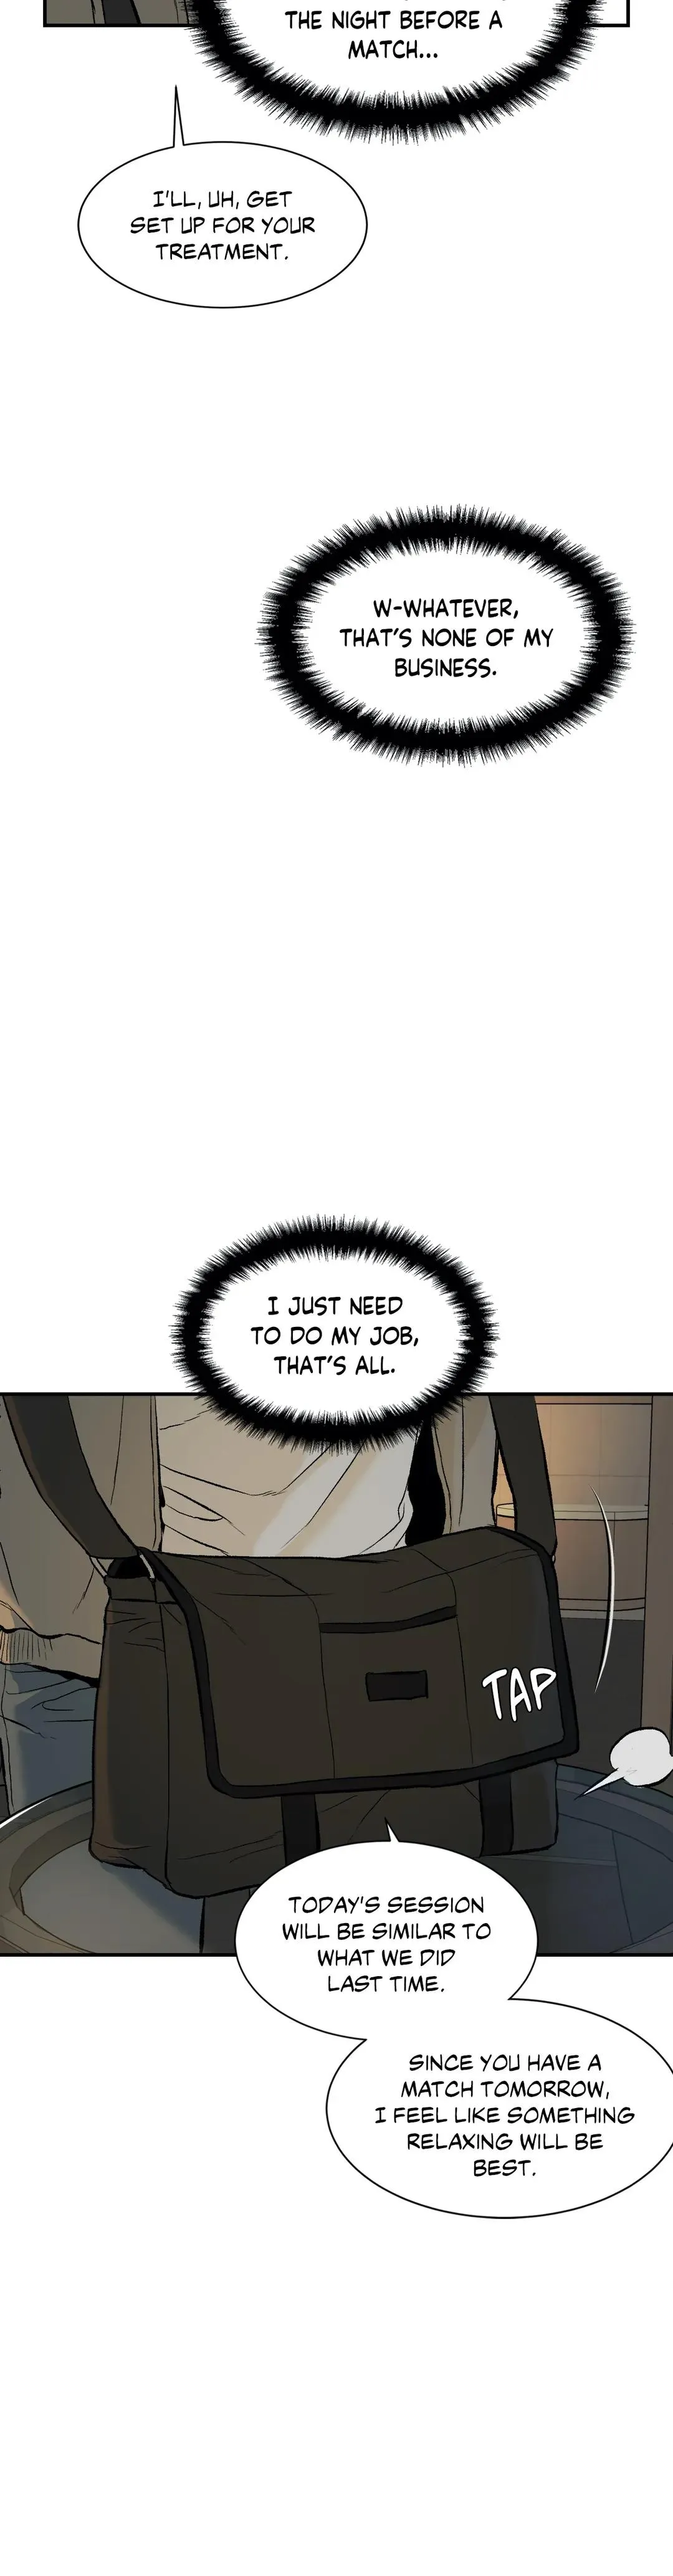 THE NIGHT BEFORE A
MATCH...
I'LL, UH, GET
SET UP FOR YOUR
TREATMENT.
W-WHATEVER,
THAT'S NONE OF MY
BUSINESS.
I JUST NEED
TO DO MY JOB,
THAT'S ALL.
TAP
TODAY'S SESSION
WILL BE SIMILAR TO
WHAT WE DID
LAST TIME.
SINCE YOU HAVE A
MATCH TOMORROW,
I FEEL LIKE SOMETHING
RELAXING WILL BE
BEST.